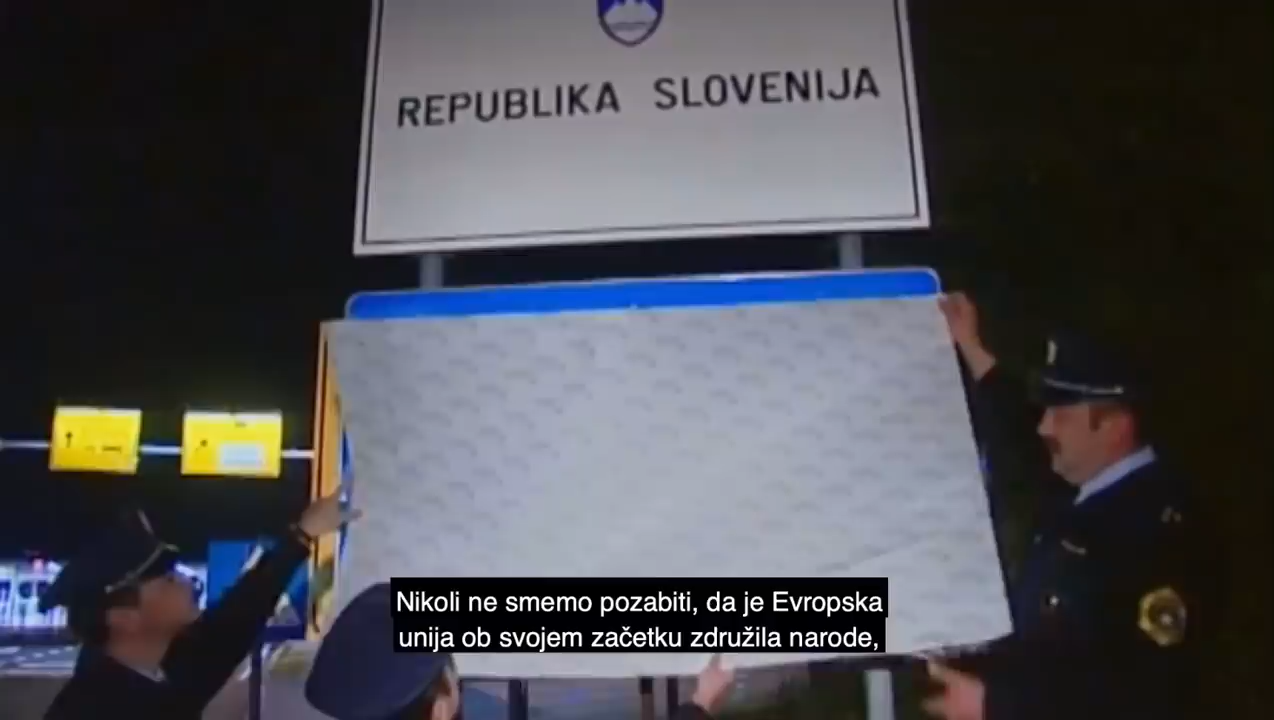 REPUBLIKA SLOVENIJA
Nikoli ne smemo pozabiti, da je Evropska
unija ob svojem začetku združila narode,